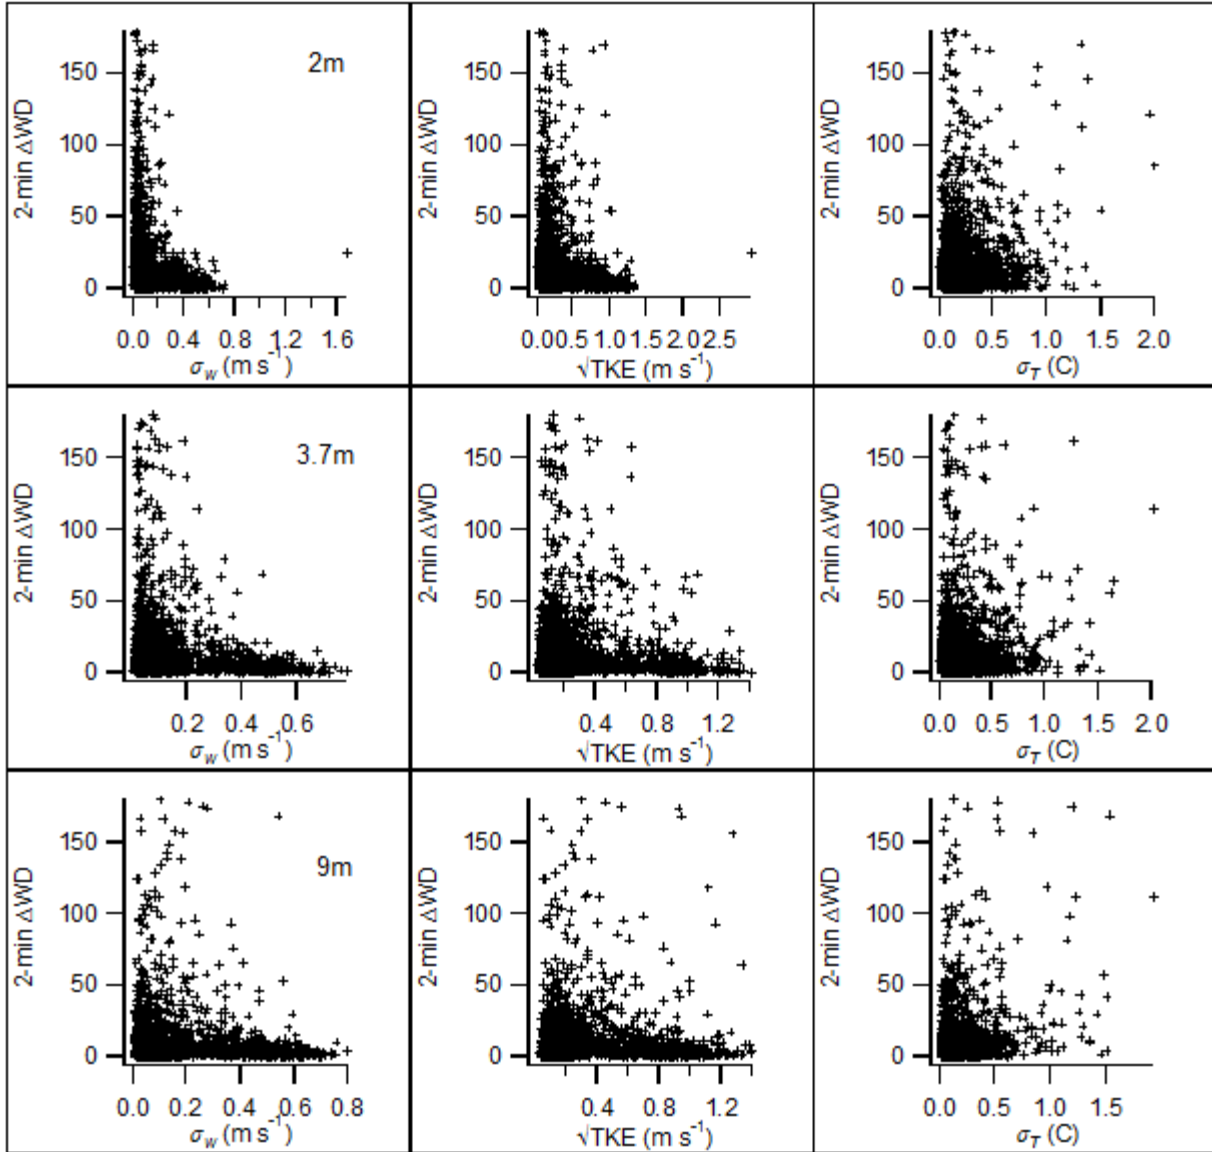 2-min ΔWD
150
100
50
0
2m
0.0 0.4 0.8 1.2 1.6
σw (m s⁻¹)
2-min ΔWD
150
100
50
0
0.0 0.5 1.0 1.5 2.0 2.5
√TKE (m s⁻¹)
2-min ΔWD
150
100
50
0
0.0 0.5 1.0 1.5 2.0
σT (C)
2-min ΔWD
150
100
50
0
3.7m
0.2 0.4 0.6
σw (m s⁻¹)
2-min ΔWD
150
100
50
0
0.4 0.8 1.2
√TKE (m s⁻¹)
2-min ΔWD
150
100
50
0
0.0 0.5 1.0 1.5 2.0
σT (C)
2-min ΔWD
150
100
50
0
9m
0.0 0.2 0.4 0.6 0.8
σw (m s⁻¹)
2-min ΔWD
150
100
50
0
0.4 0.8 1.2
√TKE (m s⁻¹)
2-min ΔWD
150
100
50
0
0.0 0.5 1.0 1.5
σT (C)